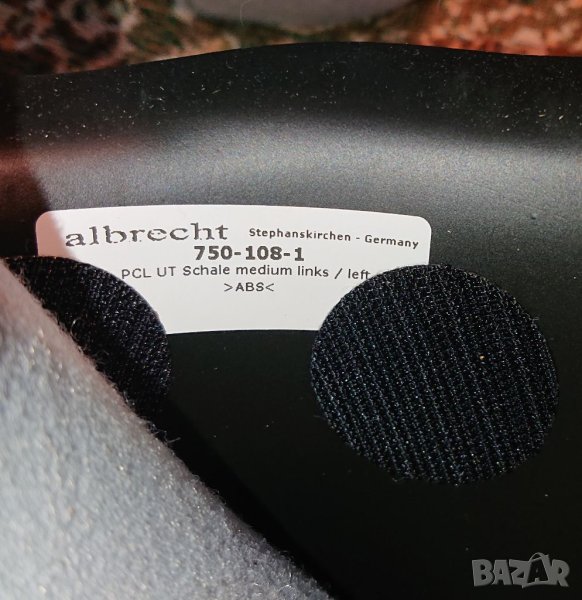 albrecht Stephanskirchen - Germany
750-108-1
PCL UT Schale medium links / left
>ABS<
BAZAR